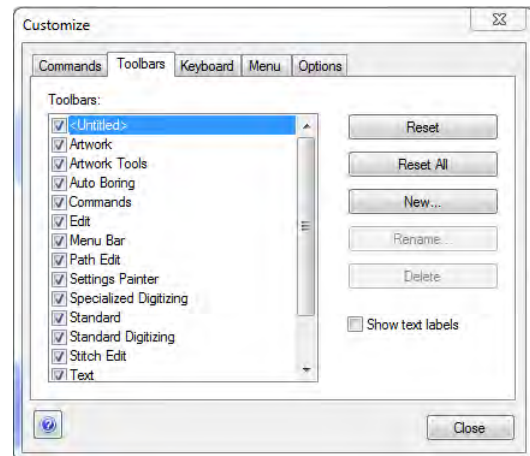 Customize
Commands Toolbars Keyboard Menu Options
Toolbars:
<Untitled>
Artwork
Artwork Tools
Auto Boring
Commands
Edit
Menu Bar
Path Edit
Settings Painter
Specialized Digitizing
Standard
Standard Digitizing
Stitch Edit
Text
Reset
Reset All
New...
Rename...
Delete
Show text labels
Close